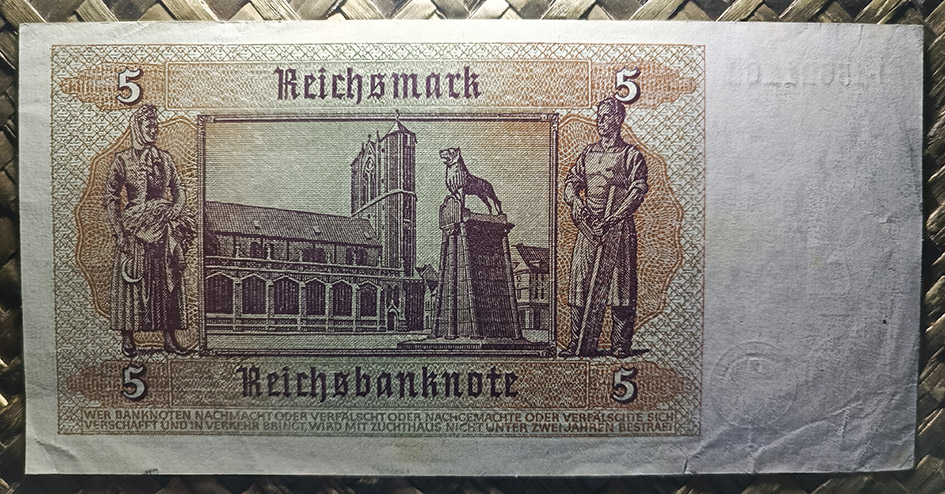 5 Reichsmark 5
5 Reichsbanknote 5
WER BANKNOTEN NACHMACHT ODER VERFÄLSCHT ODER NACHGEMACHTE ODER VERFÄLSCHTE SICH
VERSCHAFFT UND IN VERKEHR BRINGT, WIRD MIT ZUCHTHAUS NICHT UNTER ZWEI JAHREN BESTRAFT